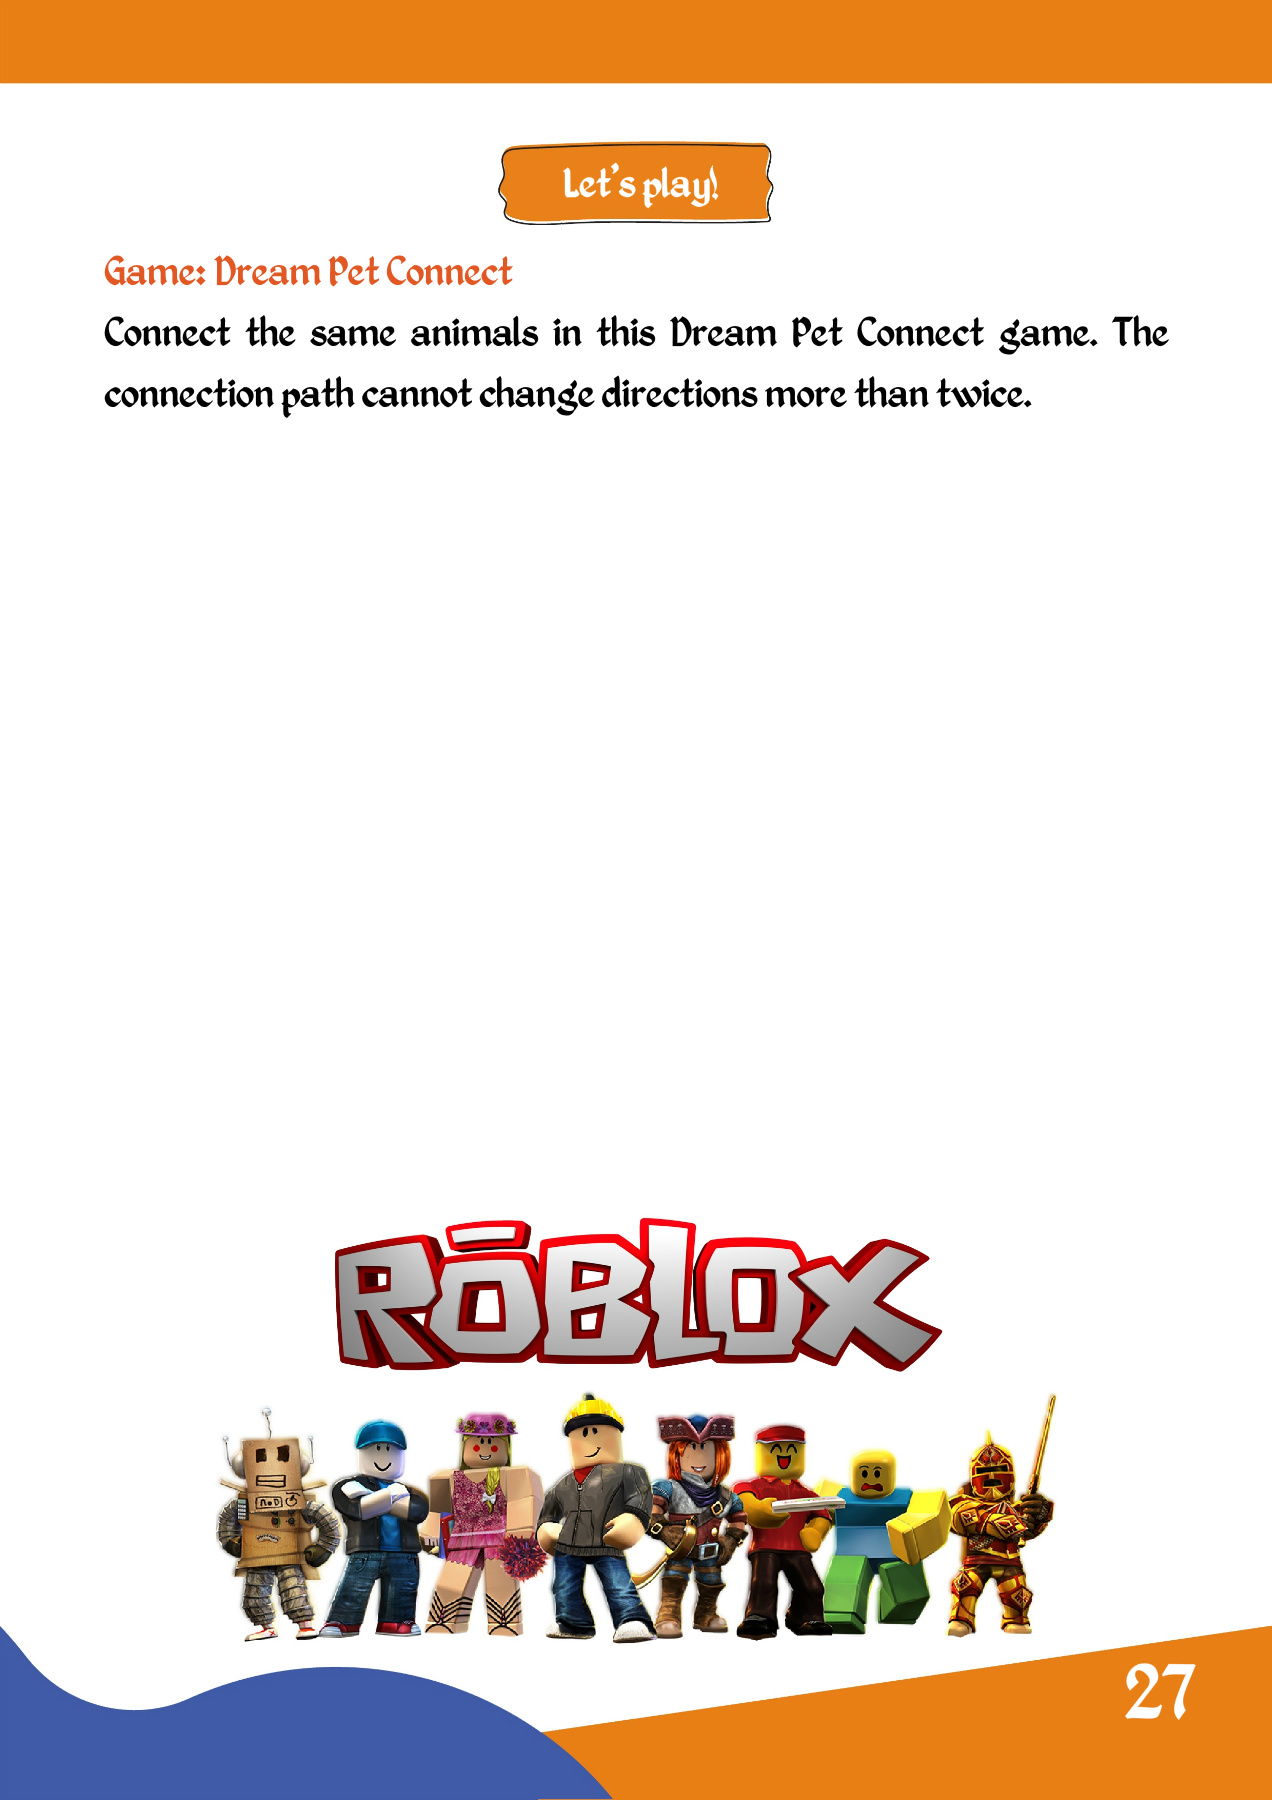 Let's play!
Game: Dream Pet Connect
Connect the same animals in this Dream Pet Connect game. The
connection path cannot change directions more than twice.
RŌBLOX
27